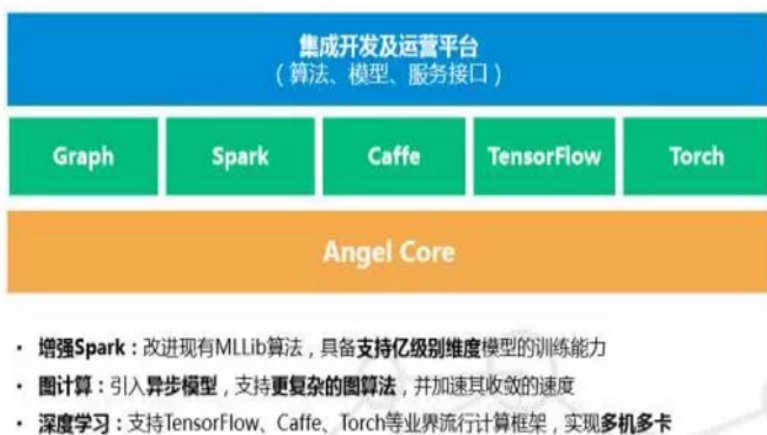 集成开发及运营平台
（算法、模型、服务接口）
Graph Spark Caffe TensorFlow Torch
Angel Core
• 增强Spark：改进现有MLLib算法，具备支持亿级别维度模型的训练能力
• 图计算：引入异步模型，支持更复杂的图算法，并加速其收敛的速度
• 深度学习：支持TensorFlow、Caffe、Torch等业界流行计算框架，实现多机多卡